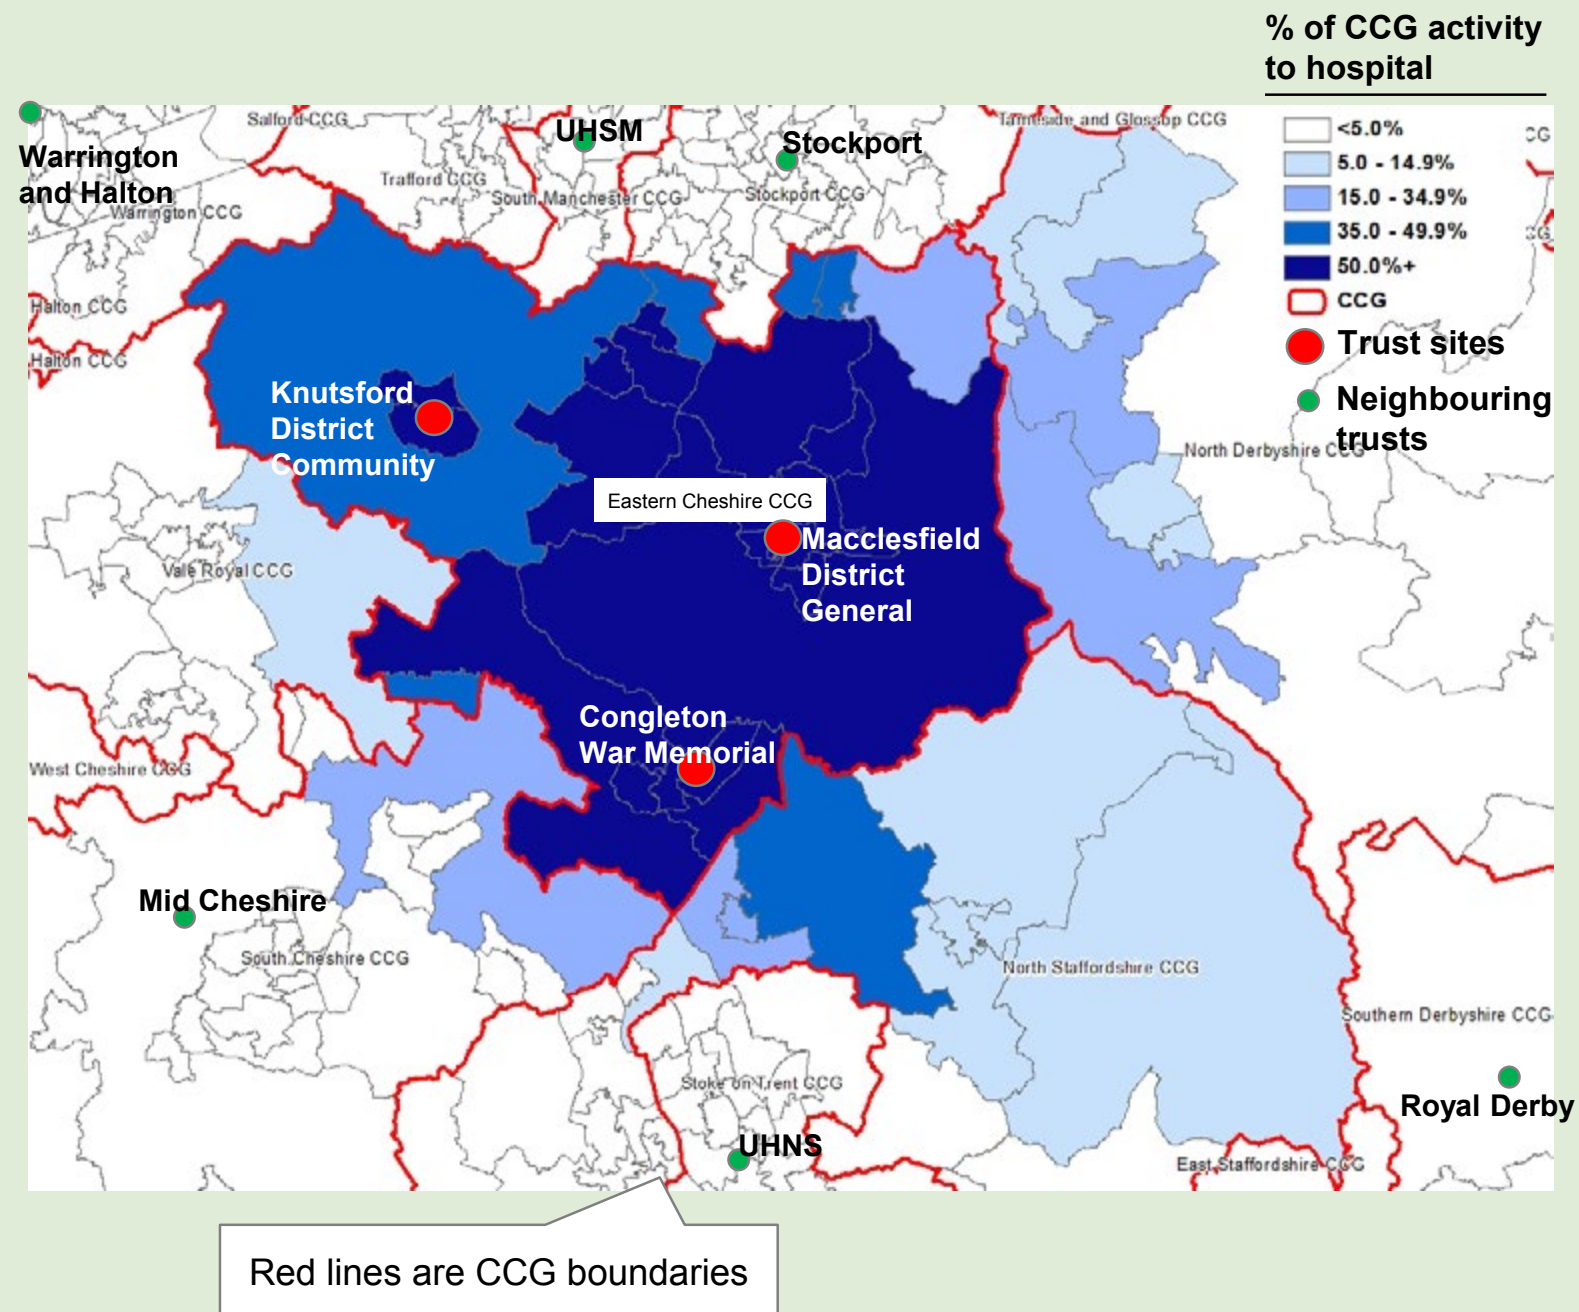 % of CCG activity
to hospital
<5.0%
5.0 - 14.9%
15.0 - 34.9%
35.0 - 49.9%
50.0%+
CCG
Trust sites
Neighbouring
trusts
CG
CG
Salford CCG
UHSM
Stockport
Tameside and Glossop CCG
Warrington
and Halton
Trafford CCG
South Manchester CCG
Stockport CCG
Warrington CCG
Halton CCG
Halton CCG
Knutsford
District
Community
North Derbyshire CCG
Eastern Cheshire CCG
Macclesfield
District
General
Vale Royal CCG
Congleton
War Memorial
West Cheshire CCG
Mid Cheshire
South Cheshire CCG
North Staffordshire CCG
Southern Derbyshire CCG
Stoke on Trent CCG
Royal Derby
UHNS
East Staffordshire CCG
Red lines are CCG boundaries